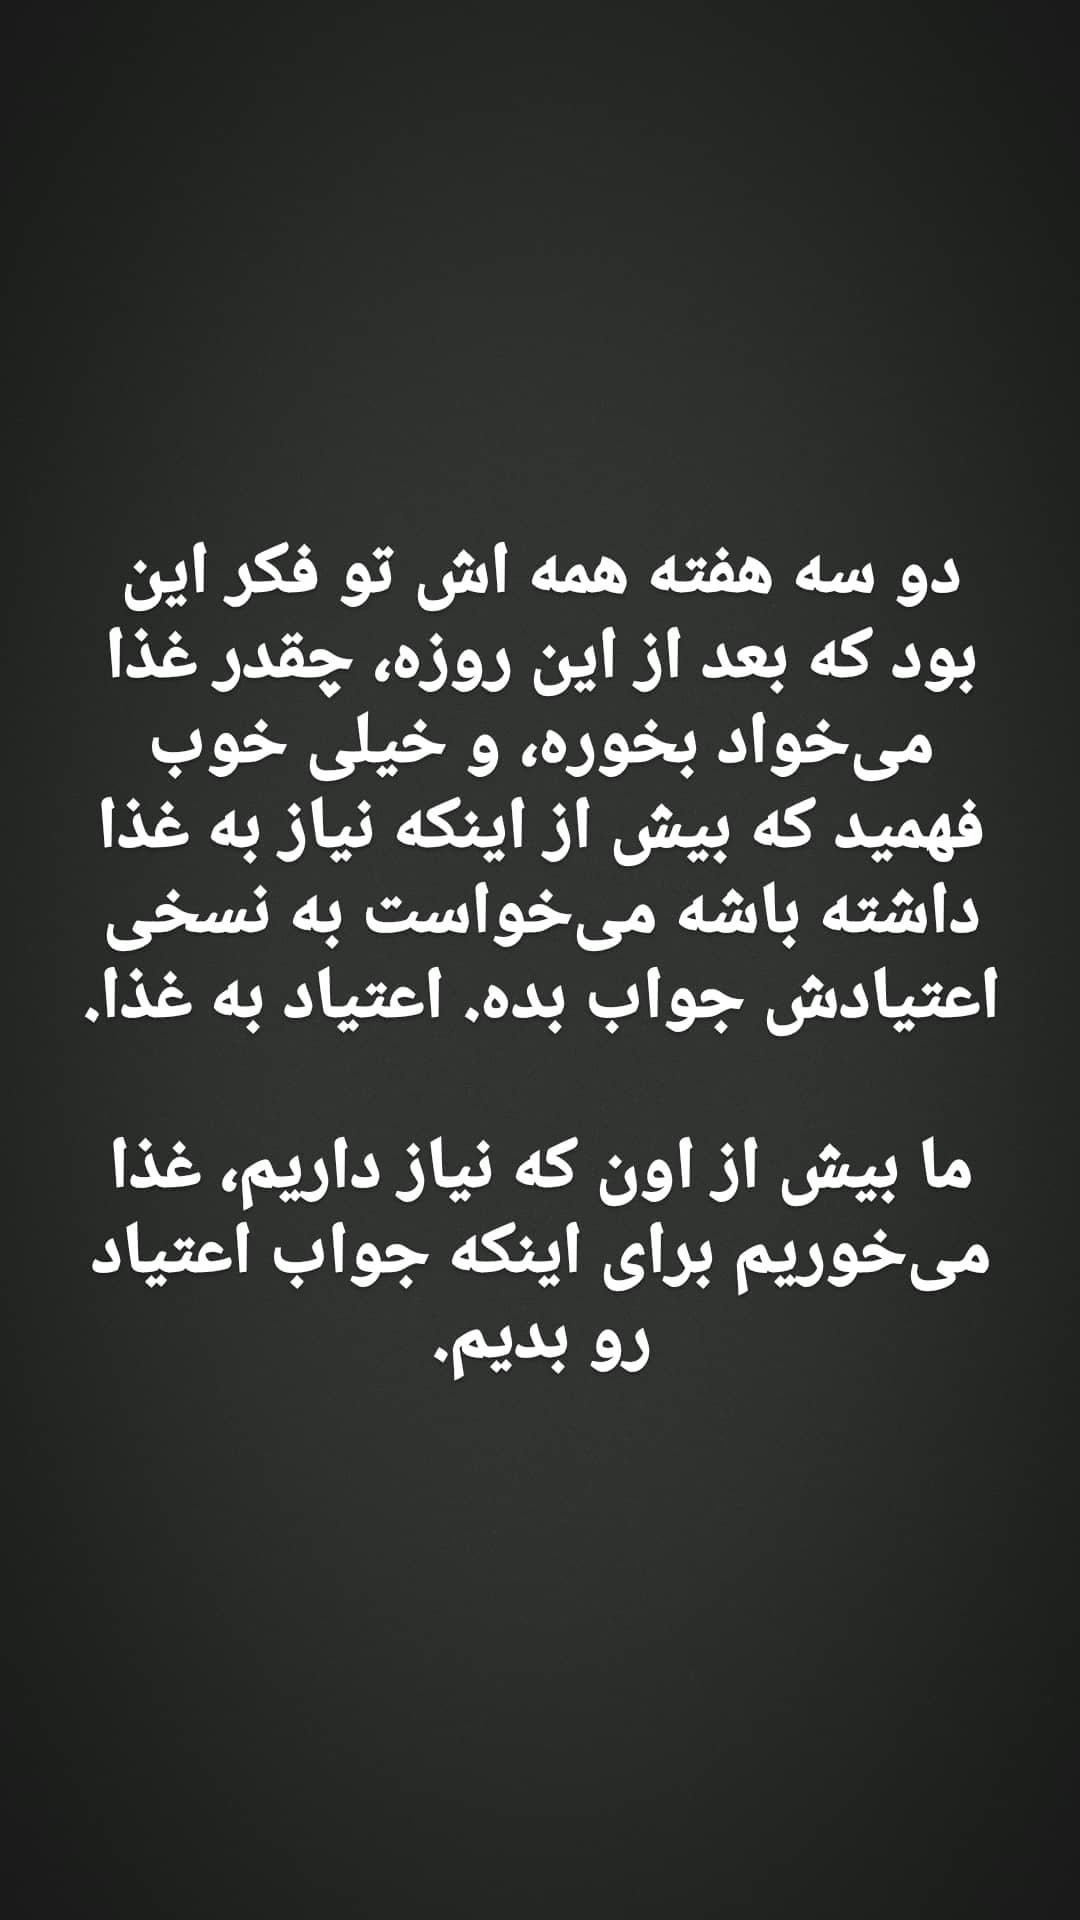 دو سه هفته همه اش تو فکر این
بود که بعد از این روزه، چقدر غذا
می‌خواد بخوره، و خیلی خوب
فهمید که بیش از اینکه نیاز به غذا
داشته باشه می‌خواست به نسخی
اعتیادش جواب بده. اعتیاد به غذا.
ما بیش از اون که نیاز داریم، غذا
می‌خوریم برای اینکه جواب اعتیاد
رو بدیم.